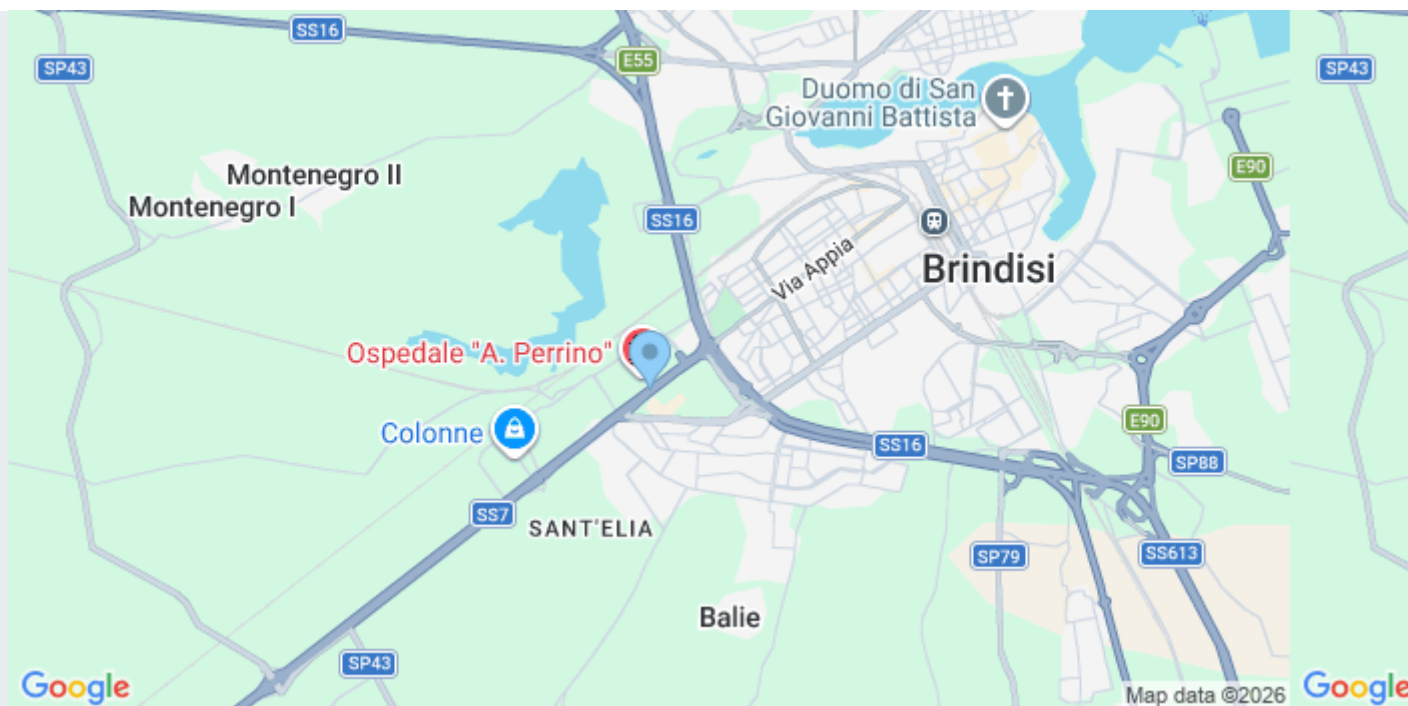 SS16
SP43
E55
SP43
Duomo di San
Giovanni Battista
E90
Montenegro II
Montenegro I
SS16
Via Appia
Brindisi
Ospedale "A. Perrino"
Colonne
E90
SS16
SP88
SS7
SANT'ELIA
SP79
SS613
Balie
SP43
Google
Map data ©2026
Google